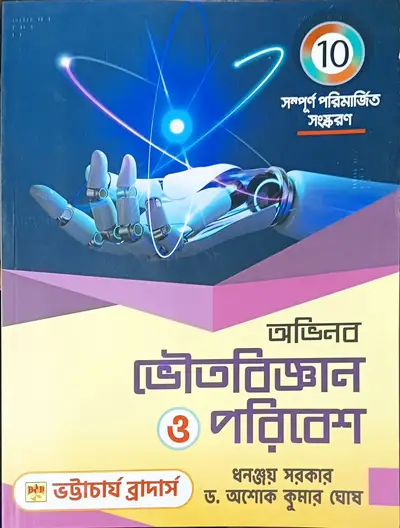 10
সম্পূর্ণ পরিমার্জিত
সংস্করণ
অভিনব
ভৌতবিজ্ঞান
ও পরিবেশ
ধনঞ্জয় সরকার
ড. অশোক কুমার ঘোষ
ভট্টাচার্য ব্রাদার্স